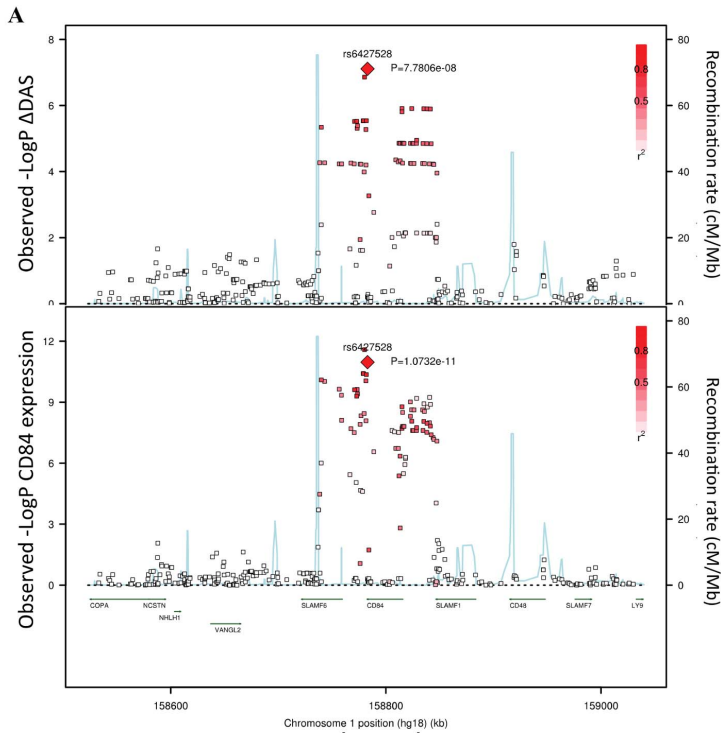 A
Observed -LogP ΔDAS
8
6
4
2
0
rs6427528
P=7.7806e-08
0.8
0.5
r²
80
60
40
20
0
Recombination rate (cM/Mb)
Observed -LogP CD84 expression
12
9
6
3
0
rs6427528
P=1.0732e-11
0.8
0.5
r²
80
60
40
20
0
Recombination rate (cM/Mb)
COPA NCSTN SLAMF6 CD84 SLAMF1 CD48 SLAMF7 LY9
NHLH1
VANGL2
158600 158800 159000
Chromosome 1 position (hg18) (kb)